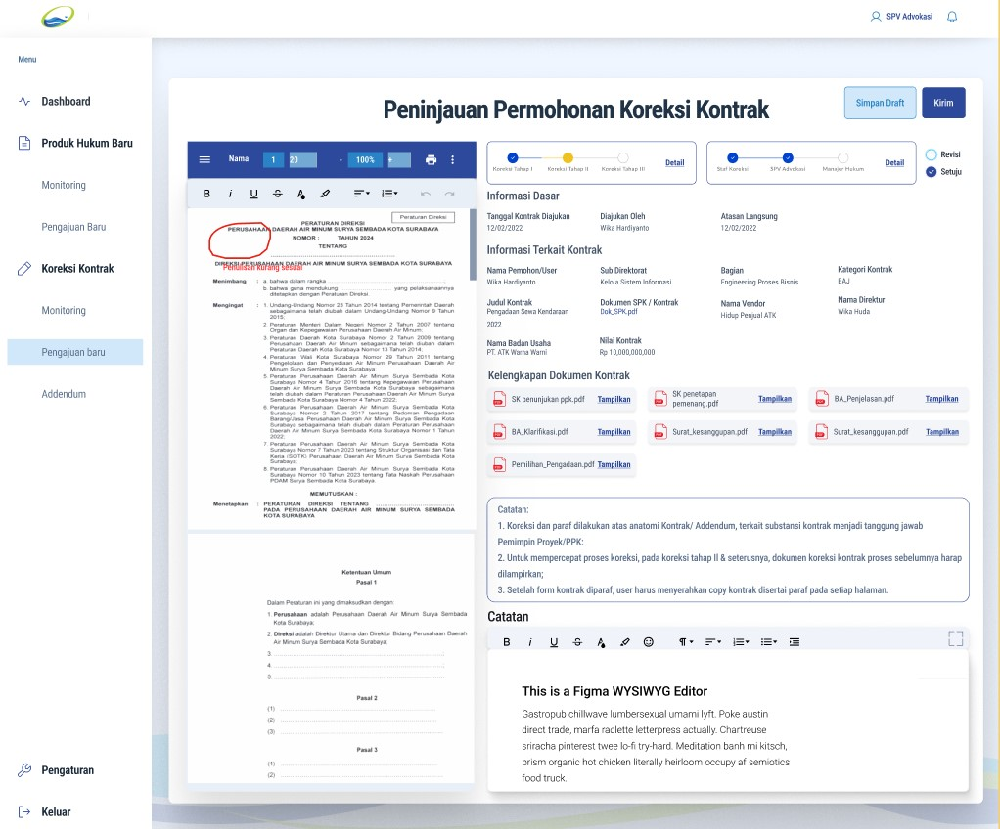 SPV Advokasi
Menu
Dashboard
Produk Hukum Baru
Monitoring
Pengajuan Baru
Koreksi Kontrak
Monitoring
Pengajuan baru
Addendum
Pengaturan
Keluar
Peninjauan Permohonan Koreksi Kontrak
Simpan Draft
Kirim
Nama 1 20 - 100% +
B i U S A
Peraturan Direksi
PERATURAN DIREKSI
PERUSAHAAN DAERAH AIR MINUM SURYA SEMBADA KOTA SURABAYA
NOMOR : TAHUN 2024
TENTANG
DIREKSI PERUSAHAAN DAERAH AIR MINUM SURYA SEMBADA KOTA SURABAYA
Penulisan kurang sesuai
Menimbang : a bahwa dalam rangka
b bahwa guna mendukung yang pelaksanaannya
ditetapkan dengan Peraturan Direksi.
Mengingat : 1. Undang-Undang Nomor 23 Tahun 2014 tentang Pemerintah Daerah
sebagaimana telah diubah dalam Undang-Undang Nomor 9 Tahun
2015;
2. Peraturan Menteri Dalam Negeri Nomor 2 Tahun 2007 tentang
Organ dan Kepegawaian Perusahaan Daerah Air Minum;
3. Peraturan Daerah Kota Surabaya Nomor 2 Tahun 2009 tentang
Perusahaan Daerah Air Minum sebagaimana telah diubah dalam
Peraturan Daerah Kota Surabaya Nomor 13 Tahun 2014;
4. Peraturan Wali Kota Surabaya Nomor 29 Tahun 2011 tentang
Pengelolaan dan Penyediaan Air Minum Perusahaan Daerah Air
Minum Surya Sembada Kota Surabaya;
5. Peraturan Perusahaan Daerah Air Minum Surya Sembada Kota
Surabaya Nomor 4 Tahun 2016 tentang Kepegawaian Perusahaan
Daerah Air Minum Surya Sembada Kota Surabaya sebagaimana
telah diubah dalam Peraturan Perusahaan Daerah Air Minum Surya
Sembada Kota Surabaya Nomor 4 Tahun 2022;
6. Peraturan Perusahaan Daerah Air Minum Surya Sembada Kota
Surabaya Nomor 2 Tahun 2017 tentang Pedoman Pengadaan
Barang/Jasa Perusahaan Daerah Air Minum Surya Sembada Kota
Surabaya sebagaimana telah diubah dalam Peraturan Perusahaan
Daerah Air Minum Surya Sembada Kota Surabaya Nomor 1 Tahun
2022;
7. Peraturan Perusahaan Daerah Air Minum Surya Sembada Kota
Surabaya Nomor 7 Tahun 2023 tentang Struktur Organisasi dan Tata
Kerja (SOTK) Perusahaan Daerah Air Minum Surya Sembada Kota
Surabaya;
8. Peraturan Perusahaan Daerah Air Minum Surya Sembada Kota
Surabaya Nomor 10 Tahun 2023 tentang Tata Naskah Perusahaan
PDAM Surya Sembada Kota Surabaya.
MEMUTUSKAN :
Menetapkan : PERATURAN DIREKSI TENTANG
PADA PERUSAHAAN DAERAH AIR MINUM SURYA SEMBADA
KOTA SURABAYA
Ketentuan Umum
Pasal 1
Dalam Peraturan ini yang dimaksudkan dengan:
1. Perusahaan adalah Perusahaan Daerah Air Minum Surya Sembada
Kota Surabaya;
2. Direksi adalah Direktur Utama dan Direktur Bidang Perusahaan Daerah
Air Minum Surya Sembada Kota Surabaya;
3.
4.
5.
Pasal 2
(1)
(2)
(3)
Pasal 3
(1)
(2)
Koreksi Tahap I Koreksi Tahap II Koreksi Tahap III Detail
Staf Koreksi SPV Advokasi Manajer Hukum Detail
Revisi
Setuju
Informasi Dasar
Tanggal Kontrak Diajukan Diajukan Oleh Atasan Langsung
12/02/2022 Wika Hardiyanto 12/02/2022
Informasi Terkait Kontrak
Nama Pemohon/User Sub Direktorat Bagian Kategori Kontrak
Wika Hardiyanto Kelola Sistem Informasi Engineering Proses Bisnis BAJ
Judul Kontrak Dokumen SPK / Kontrak Nama Vendor Nama Direktur
Pengadaan Sewa Kendaraan Dok_SPK.pdf Hidup Penjual ATK Wika Huda
2022
Nama Badan Usaha Nilai Kontrak
PT. ATK Warna Warni Rp 10,000,000,000
Kelengkapan Dokumen Kontrak
SK penunjukan ppk.pdf Tampilkan
SK penetapan
pemenang.pdf Tampilkan
BA_Penjelasan.pdf Tampilkan
BA_Klarifikasi.pdf Tampilkan
Surat_kesanggupan.pdf Tampilkan
Surat_kesanggupan.pdf Tampilkan
Pemilihan_Pengadaan.pdf Tampilkan
Catatan:
1. Koreksi dan paraf dilakukan atas anatomi Kontrak/ Addendum, terkait substansi kontrak menjadi tanggung jawab
Pemimpin Proyek/PPK:
2. Untuk mempercepat proses koreksi, pada koreksi tahap II & seterusnya, dokumen koreksi kontrak proses sebelumnya harap
dilampirkan;
3. Setelah form kontrak diparaf, user harus menyerahkan copy kontrak disertai paraf pada setiap halaman.
Catatan
B i U S A
This is a Figma WYSIWYG Editor
Gastropub chillwave lumbersexual umami lyft. Poke austin
direct trade, marfa raclette letterpress actually. Chartreuse
sriracha pinterest twee lo-fi try-hard. Meditation banh mi kitsch,
prism organic hot chicken literally heirloom occupy af semiotics
food truck.